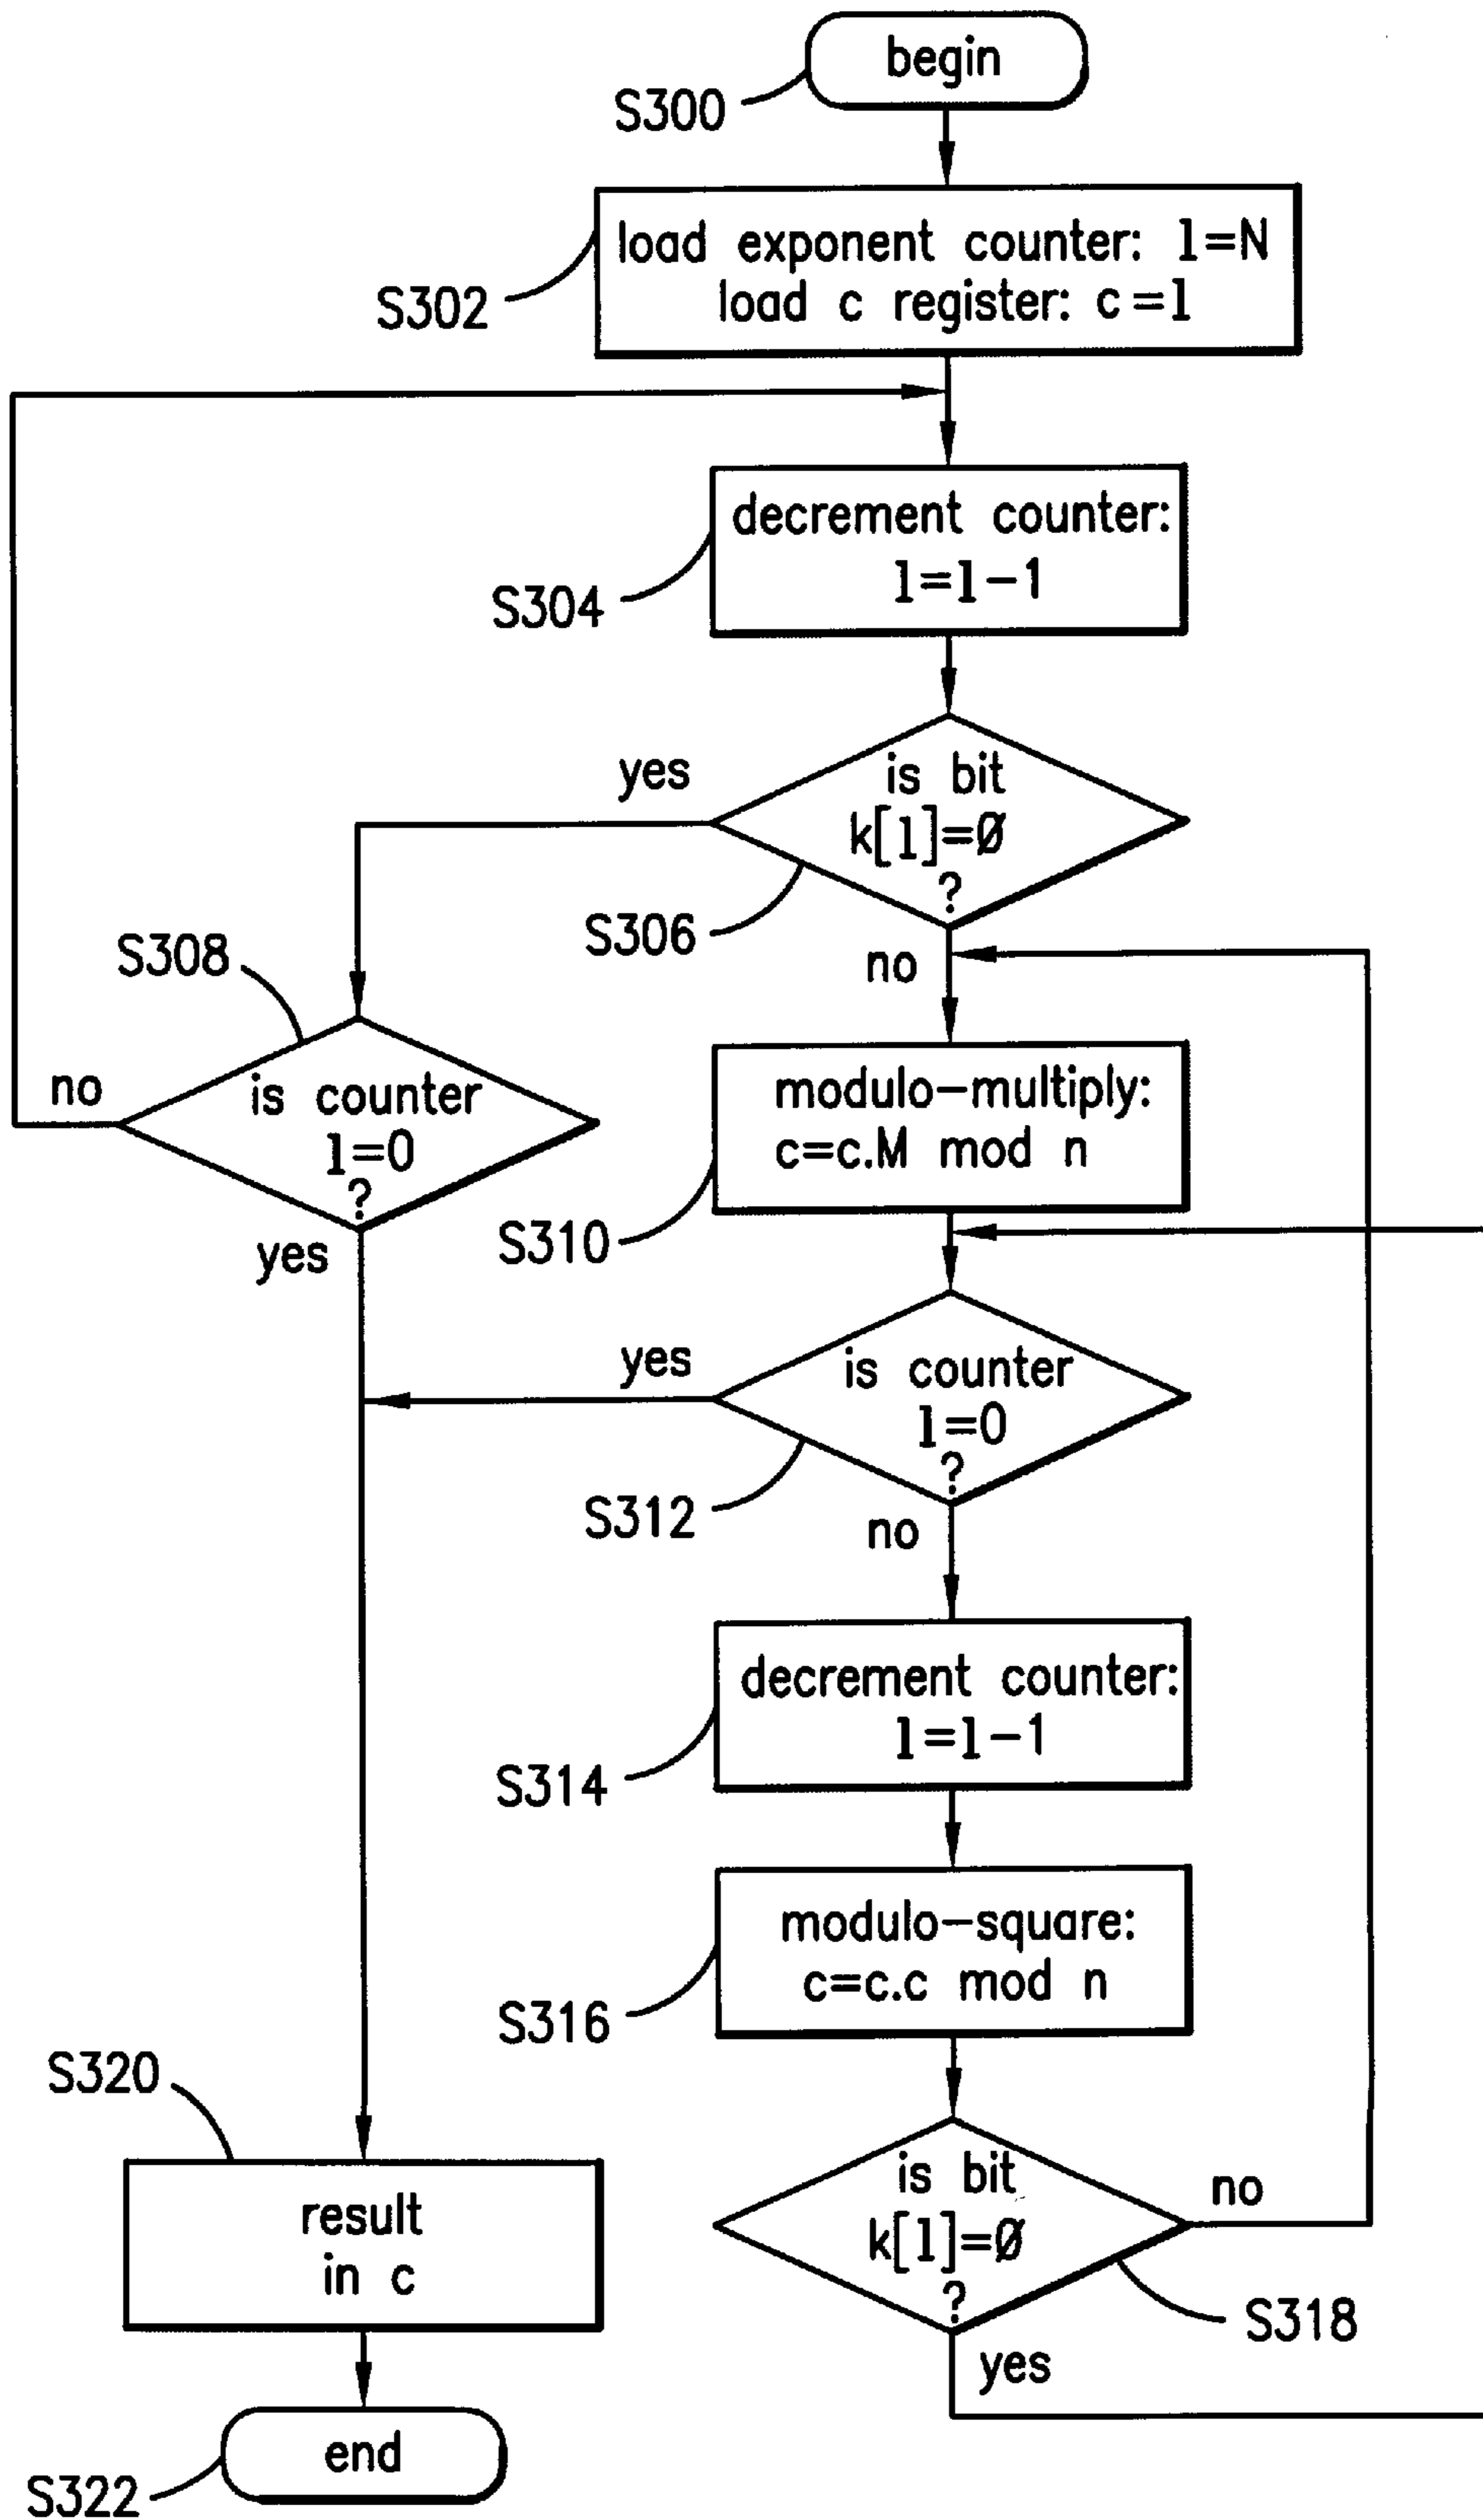 begin
S300
load exponent counter: l=N
load c register: c=1
S302
decrement counter:
l=l-1
S304
yes
is bit
k[l]=Ø
?
S306
no
S308
no
is counter
l=0
?
yes
modulo-multiply:
c=c.M mod n
S310
yes
is counter
l=0
?
S312
no
decrement counter:
l=l-1
S314
modulo-square:
c=c.c mod n
S316
is bit
k[l]=Ø
?
no
S318
yes
S320
result
in c
end
S322